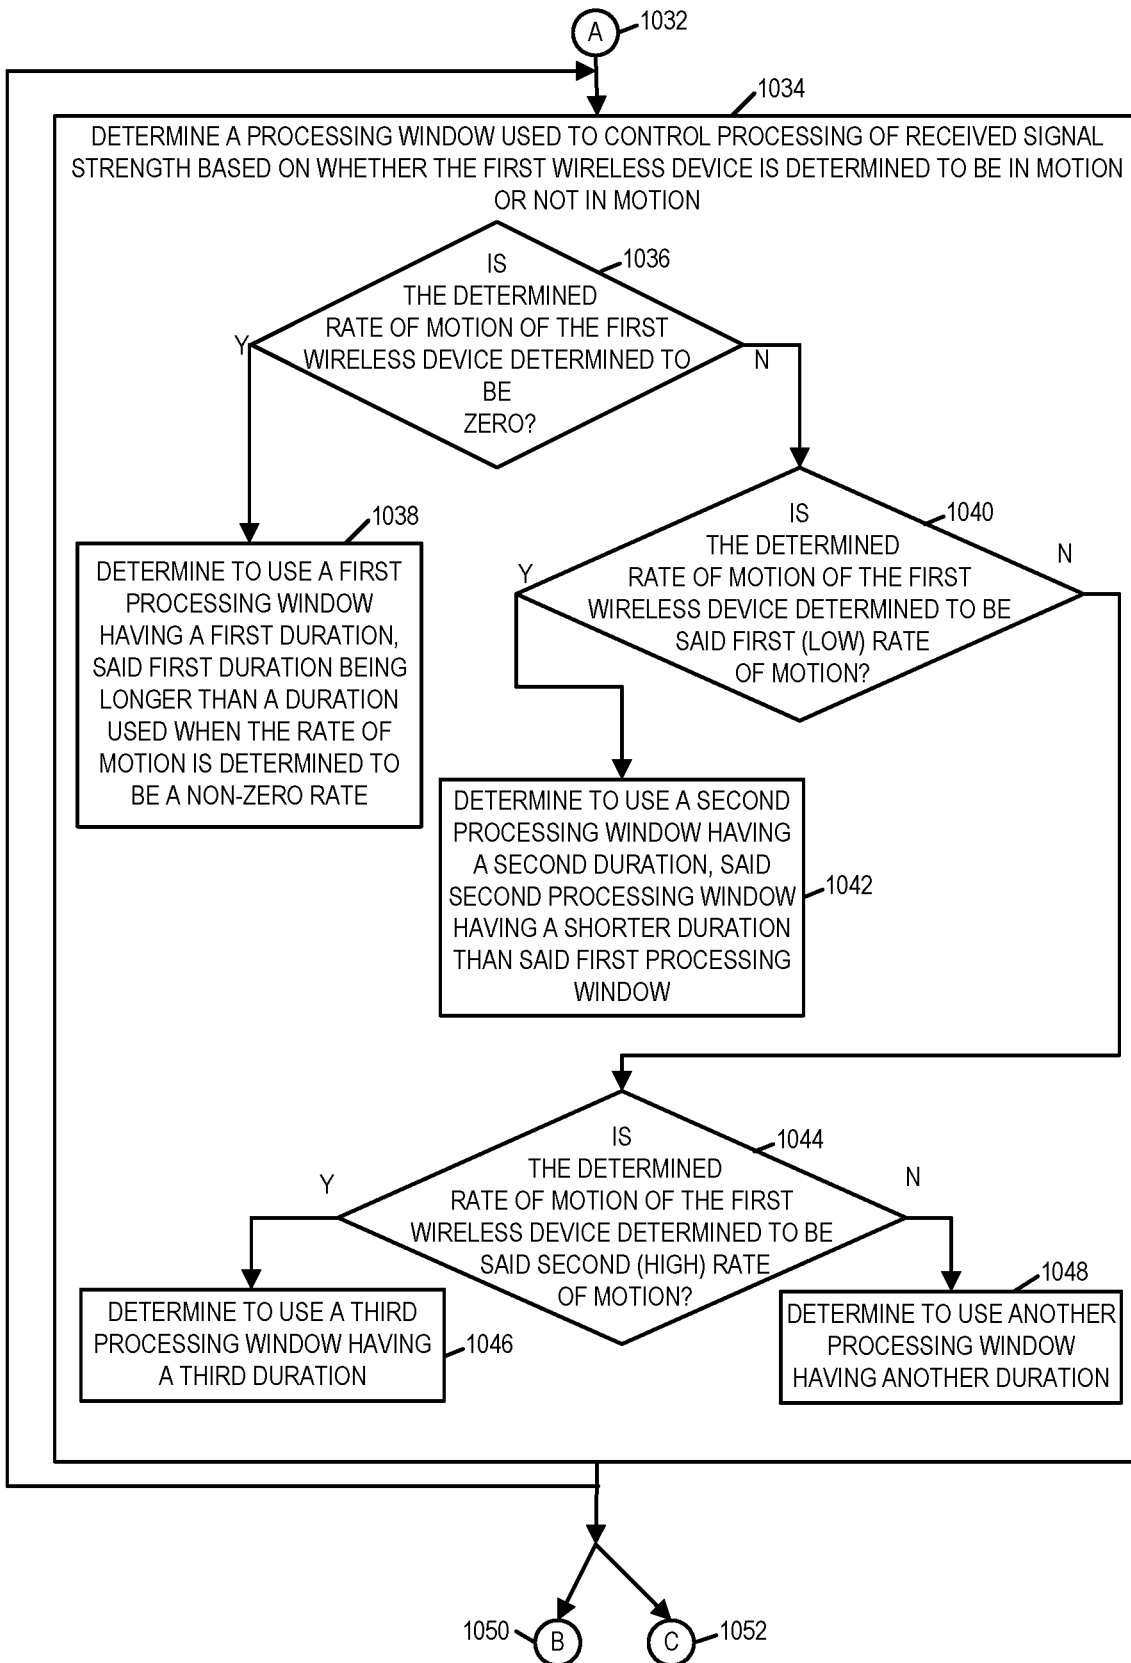 A
1032
1034
DETERMINE A PROCESSING WINDOW USED TO CONTROL PROCESSING OF RECEIVED SIGNAL
STRENGTH BASED ON WHETHER THE FIRST WIRELESS DEVICE IS DETERMINED TO BE IN MOTION
OR NOT IN MOTION
1036
IS
THE DETERMINED
RATE OF MOTION OF THE FIRST
WIRELESS DEVICE DETERMINED TO
BE
ZERO?
Y
N
1038
DETERMINE TO USE A FIRST
PROCESSING WINDOW
HAVING A FIRST DURATION,
SAID FIRST DURATION BEING
LONGER THAN A DURATION
USED WHEN THE RATE OF
MOTION IS DETERMINED TO
BE A NON-ZERO RATE
1040
IS
THE DETERMINED
RATE OF MOTION OF THE FIRST
WIRELESS DEVICE DETERMINED TO BE
SAID FIRST (LOW) RATE
OF MOTION?
Y
N
DETERMINE TO USE A SECOND
PROCESSING WINDOW HAVING
A SECOND DURATION, SAID
SECOND PROCESSING WINDOW
HAVING A SHORTER DURATION
THAN SAID FIRST PROCESSING
WINDOW
1042
1044
IS
THE DETERMINED
RATE OF MOTION OF THE FIRST
WIRELESS DEVICE DETERMINED TO BE
SAID SECOND (HIGH) RATE
OF MOTION?
Y
N
DETERMINE TO USE A THIRD
PROCESSING WINDOW HAVING
A THIRD DURATION
1046
1048
DETERMINE TO USE ANOTHER
PROCESSING WINDOW
HAVING ANOTHER DURATION
1050
B
C
1052